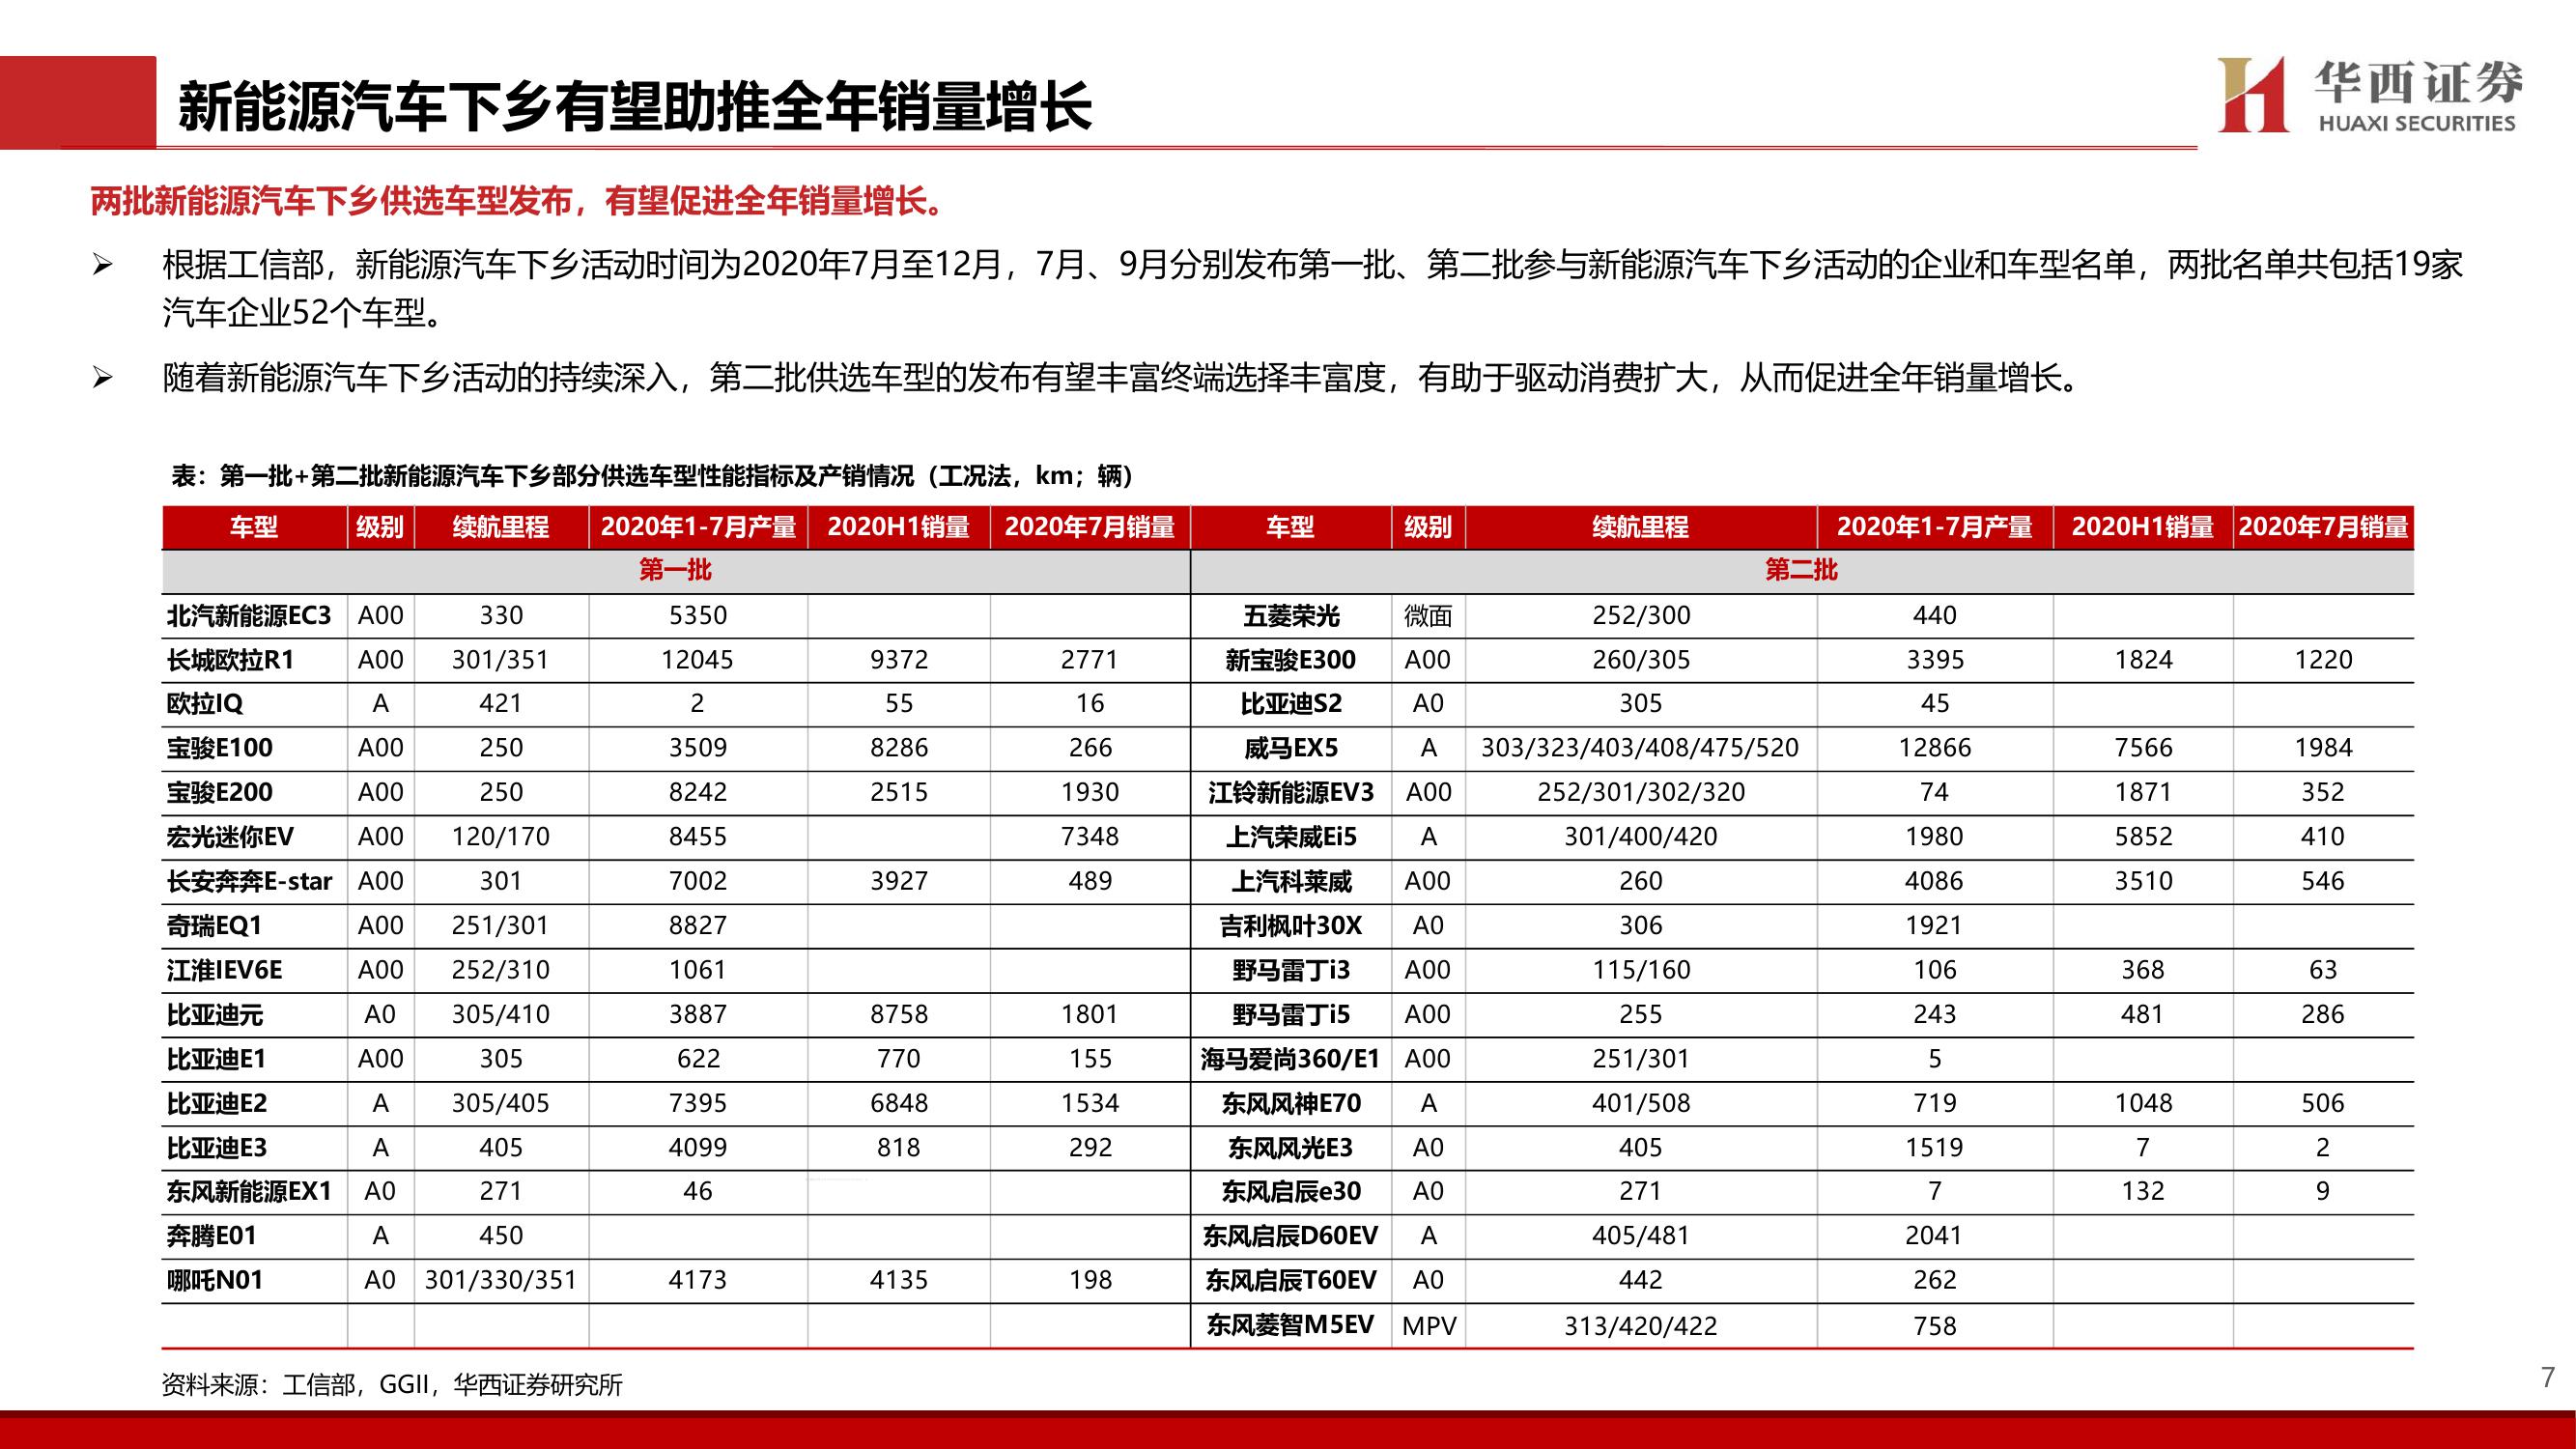 新能源汽车下乡有望助推全年销量增长
华西证券
HUAXI SECURITIES
两批新能源汽车下乡供选车型发布，有望促进全年销量增长。
➢ 根据工信部，新能源汽车下乡活动时间为2020年7月至12月，7月、9月分别发布第一批、第二批参与新能源汽车下乡活动的企业和车型名单，两批名单共包括19家
汽车企业52个车型。
➢ 随着新能源汽车下乡活动的持续深入，第二批供选车型的发布有望丰富终端选择丰富度，有助于驱动消费扩大，从而促进全年销量增长。
表：第一批+第二批新能源汽车下乡部分供选车型性能指标及产销情况（工况法，km；辆）
车型 级别 续航里程 2020年1-7月产量 2020H1销量 2020年7月销量 车型 级别 续航里程 2020年1-7月产量 2020H1销量 2020年7月销量
第一批 第二批
北汽新能源EC3 A00 330 5350 五菱荣光 微面 252/300 440
长城欧拉R1 A00 301/351 12045 9372 2771 新宝骏E300 A00 260/305 3395 1824 1220
欧拉IQ A 421 2 55 16 比亚迪S2 A0 305 45
宝骏E100 A00 250 3509 8286 266 威马EX5 A 303/323/403/408/475/520 12866 7566 1984
宝骏E200 A00 250 8242 2515 1930 江铃新能源EV3 A00 252/301/302/320 74 1871 352
宏光迷你EV A00 120/170 8455 7348 上汽荣威Ei5 A 301/400/420 1980 5852 410
长安奔奔E-star A00 301 7002 3927 489 上汽科莱威 A00 260 4086 3510 546
奇瑞EQ1 A00 251/301 8827 吉利枫叶30X A0 306 1921
江淮IEV6E A00 252/310 1061 野马雷丁i3 A00 115/160 106 368 63
比亚迪元 A0 305/410 3887 8758 1801 野马雷丁i5 A00 255 243 481 286
比亚迪E1 A00 305 622 770 155 海马爱尚360/E1 A00 251/301 5
比亚迪E2 A 305/405 7395 6848 1534 东风风神E70 A 401/508 719 1048 506
比亚迪E3 A 405 4099 818 292 东风风光E3 A0 405 1519 7 2
东风新能源EX1 A0 271 46 东风启辰e30 A0 271 7 132 9
奔腾E01 A 450 东风启辰D60EV A 405/481 2041
哪吒N01 A0 301/330/351 4173 4135 198 东风启辰T60EV A0 442 262
东风菱智M5EV MPV 313/420/422 758
资料来源：工信部，GGII，华西证券研究所
7